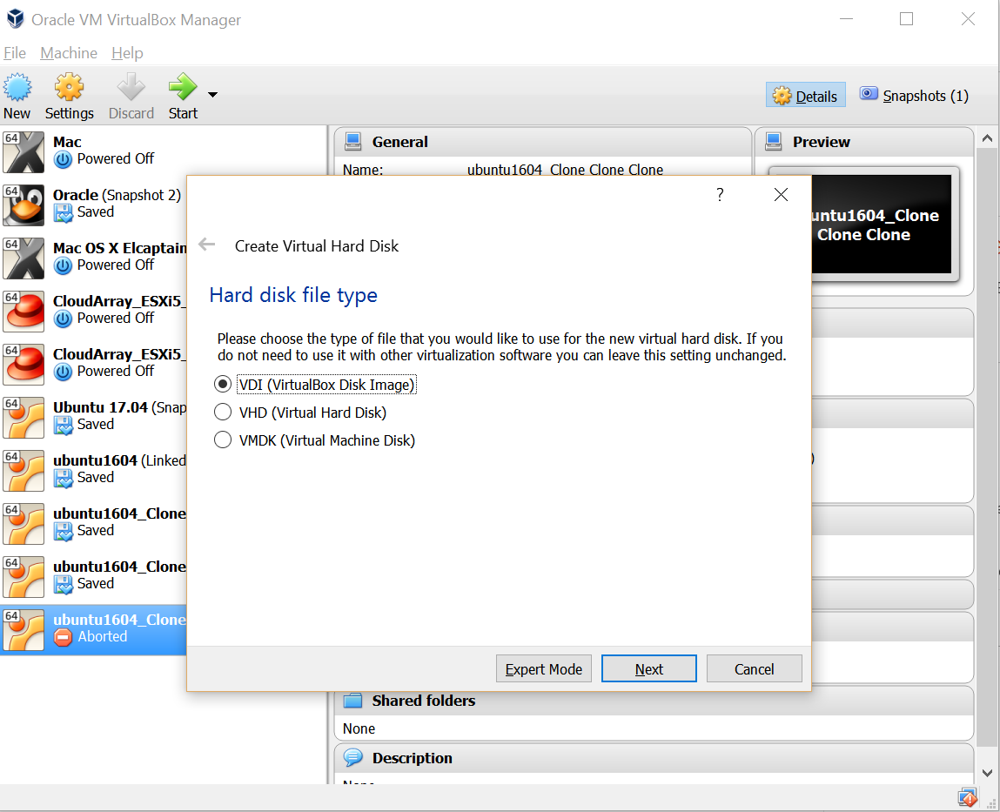 Oracle VM VirtualBox Manager
File Machine Help
New Settings Discard Start
Details Snapshots (1)
64 Mac
Powered Off
64 Oracle (Snapshot 2)
Saved
64 Mac OS X Elcaptain
Powered Off
64 CloudArray_ESXi5_
Powered Off
64 CloudArray_ESXi5_
Powered Off
64 Ubuntu 17.04 (Snap
Saved
64 ubuntu1604 (Linked
Saved
64 ubuntu1604_Clone
Saved
64 ubuntu1604_Clone
Saved
64 ubuntu1604_Clone
Aborted
General
Name: ubuntu1604_Clone Clone Clone
Preview
untu1604_Clone
Clone Clone
?
Create Virtual Hard Disk
Hard disk file type
Please choose the type of file that you would like to use for the new virtual hard disk. If you
do not need to use it with other virtualization software you can leave this setting unchanged.
VDI (VirtualBox Disk Image)
VHD (Virtual Hard Disk)
VMDK (Virtual Machine Disk)
Expert Mode Next Cancel
)
Shared folders
None
Description